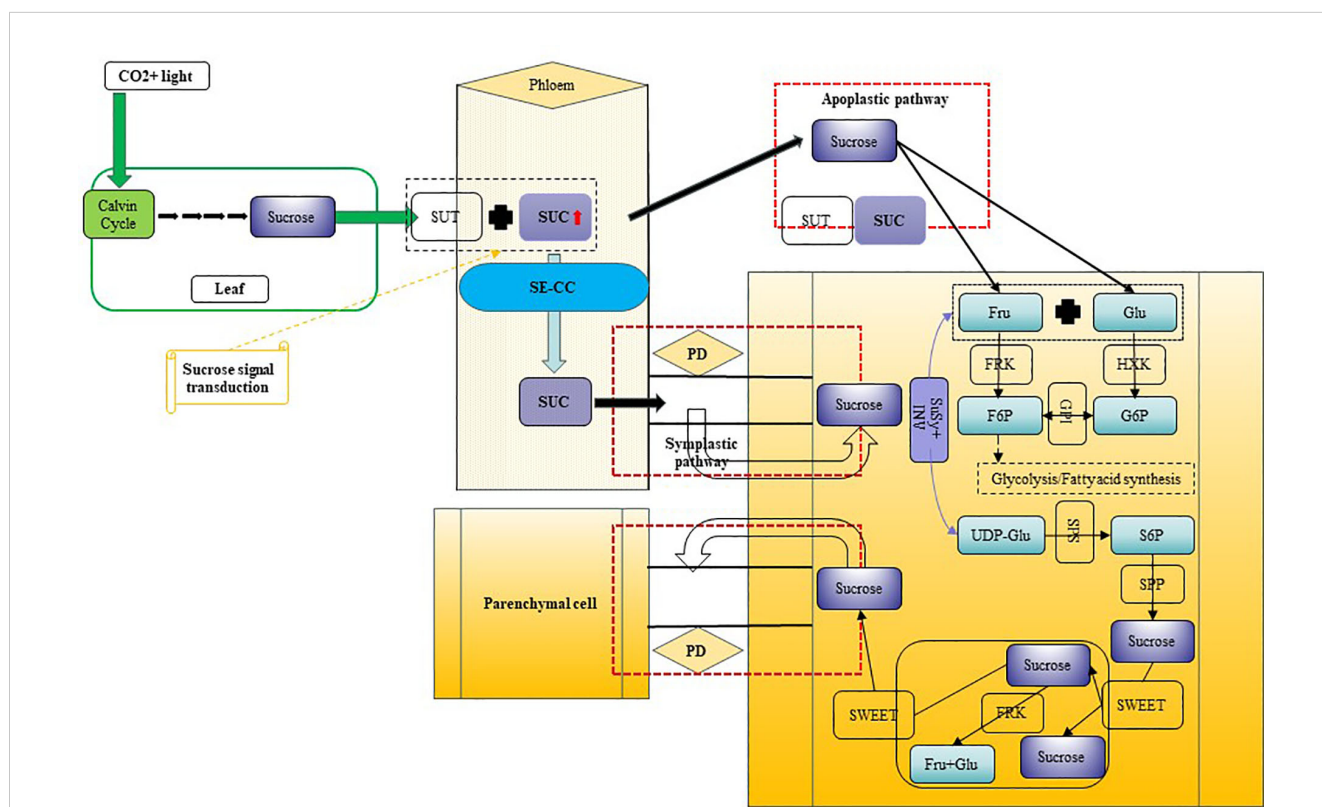 CO2+ light
Phloem
Apoplastic pathway
Sucrose
Calvin
Cycle
Sucrose
SUT
SUC
SUT
SUC
Leaf
SE-CC
Fru
Glu
Sucrose signal
transduction
PD
FRK
HXK
SUC
Sucrose
SuSy+
INV
F6P
GPI
G6P
Symplastic
pathway
Glycolysis/Fatty acid synthesis
UDP-Glu
SPS
S6P
Parenchymal cell
Sucrose
SPP
PD
Sucrose
Sucrose
SWEET
FRK
SWEET
Fru+Glu
Sucrose